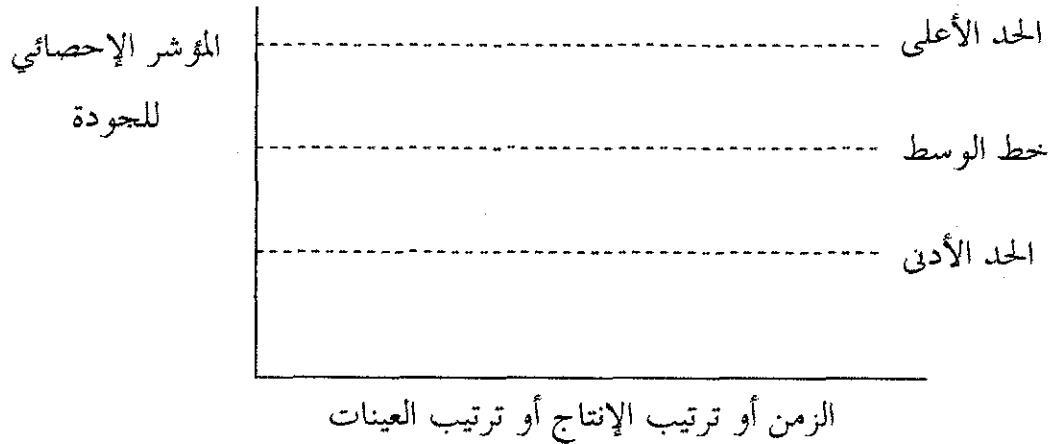 الحد الأعلى
المؤشر الإحصائي
للجودة
خط الوسط
الحد الأدنى
الزمن أو ترتيب الإنتاج أو ترتيب العينات